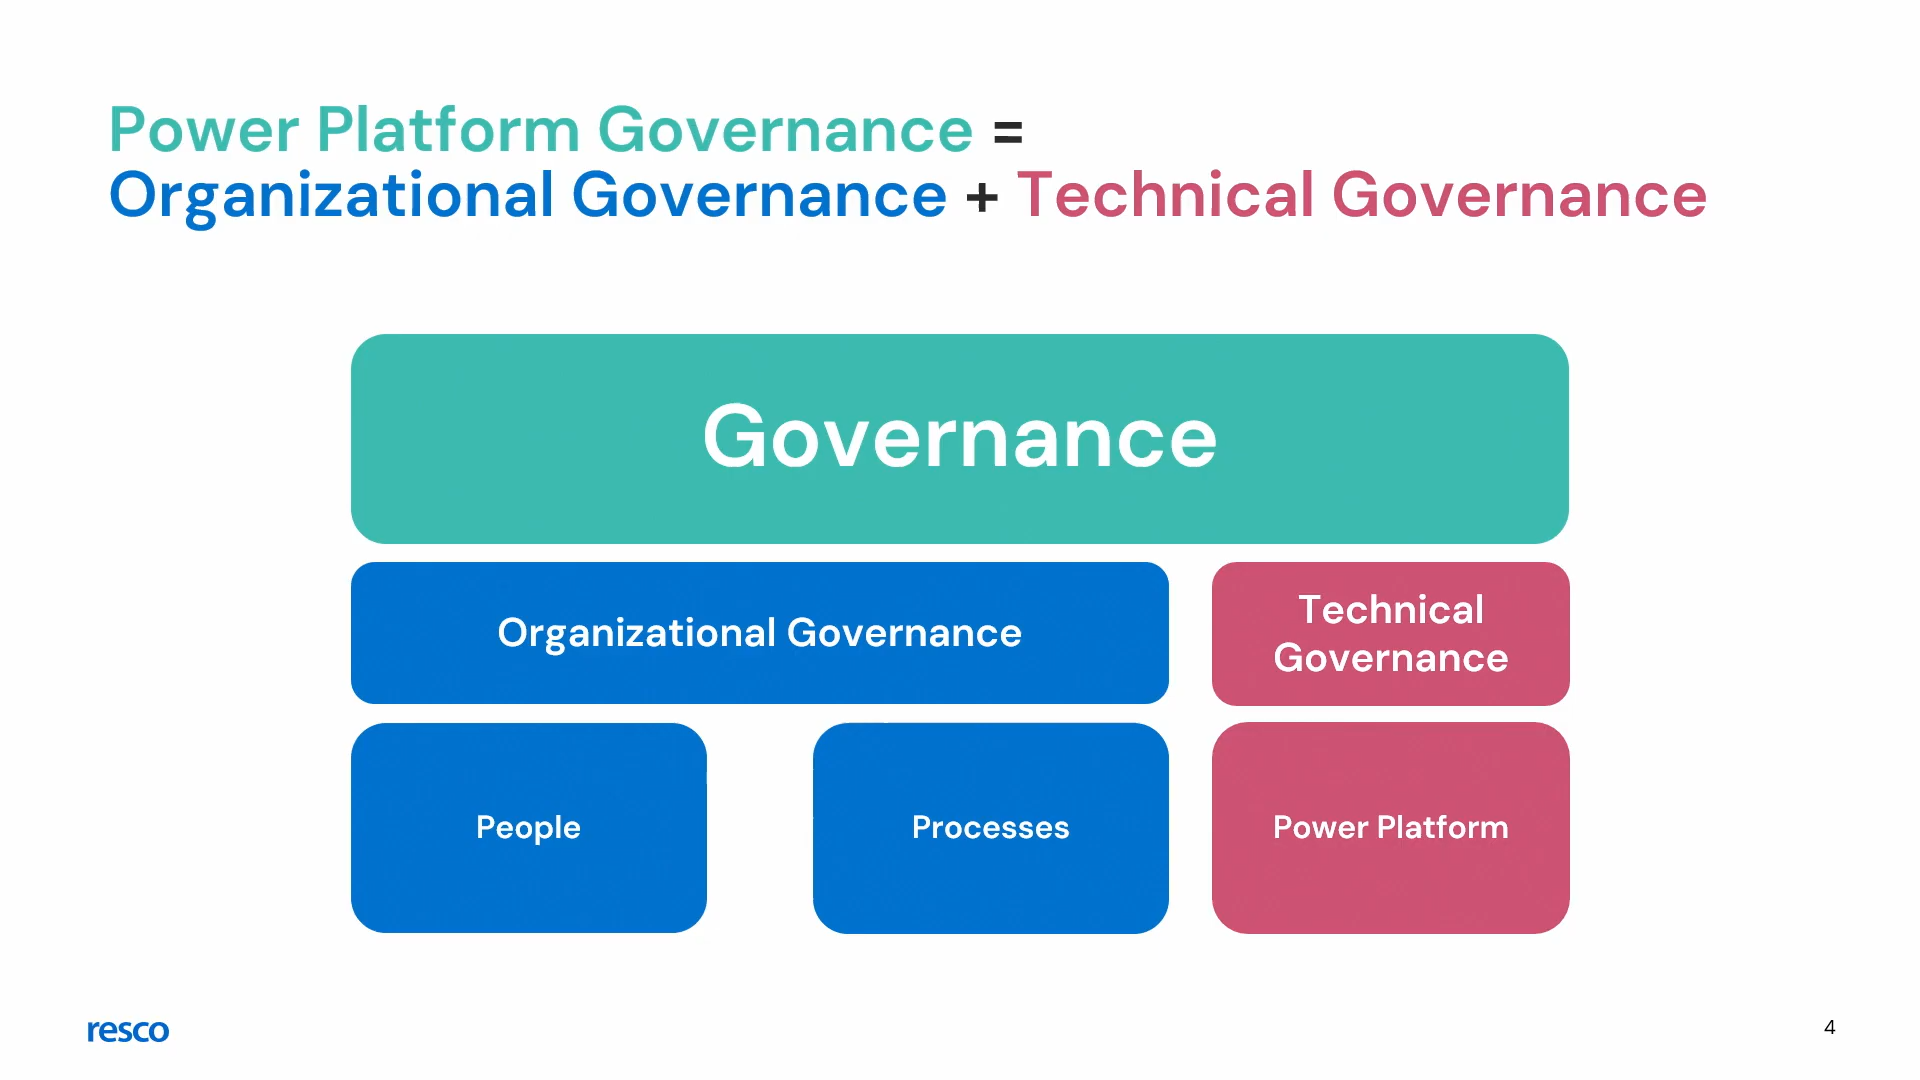 Power Platform Governance =
Organizational Governance + Technical Governance
Governance
Organizational Governance
Technical
Governance
People
Processes
Power Platform
resco
4